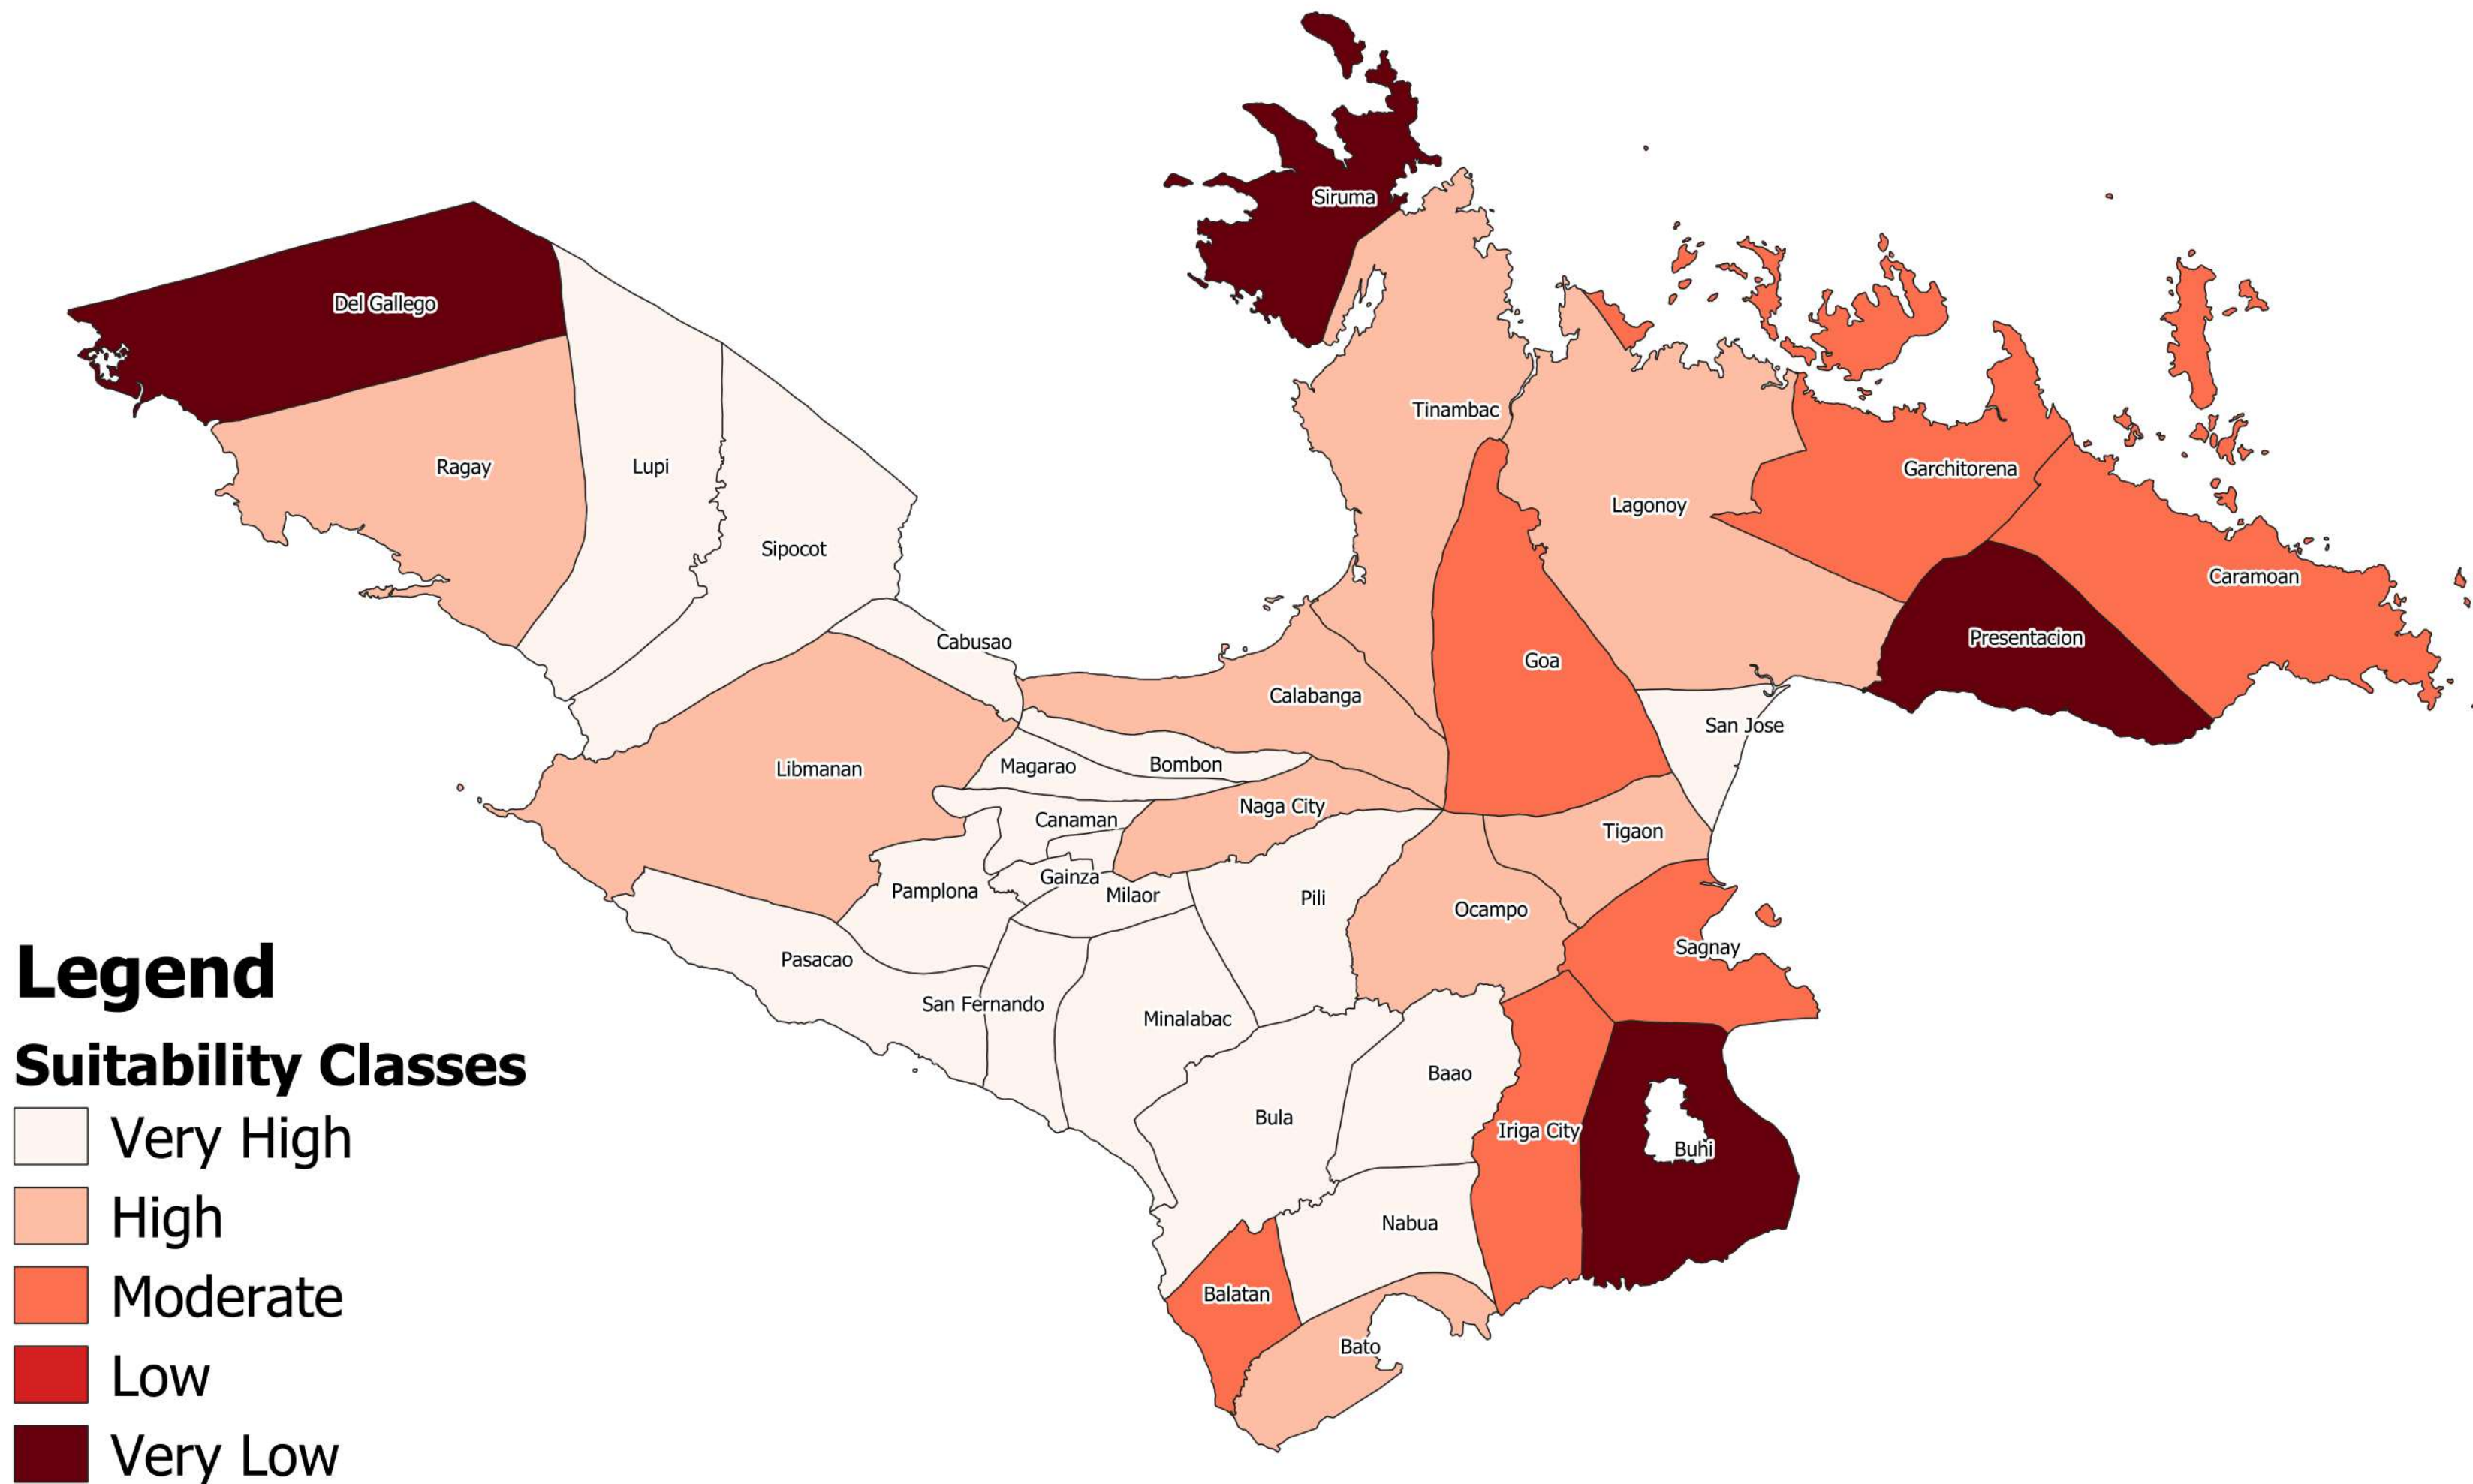 Siruma
Del Gallego
Tinambac
Ragay
Lupi
Garchitorena
Lagonoy
Sipocot
Caramoan
Presentacion
Cabusao
Goa
Calabanga
San Jose
Libmanan
Magarao
Bombon
Naga City
Canaman
Tigaon
Gainza
Pamplona
Milaor
Pili
Ocampo
Sagnay
Pasacao
San Fernando
Minalabac
Baao
Bula
Iriga City
Buhi
Nabua
Balatan
Bato
Legend
Suitability Classes
Very High
High
Moderate
Low
Very Low